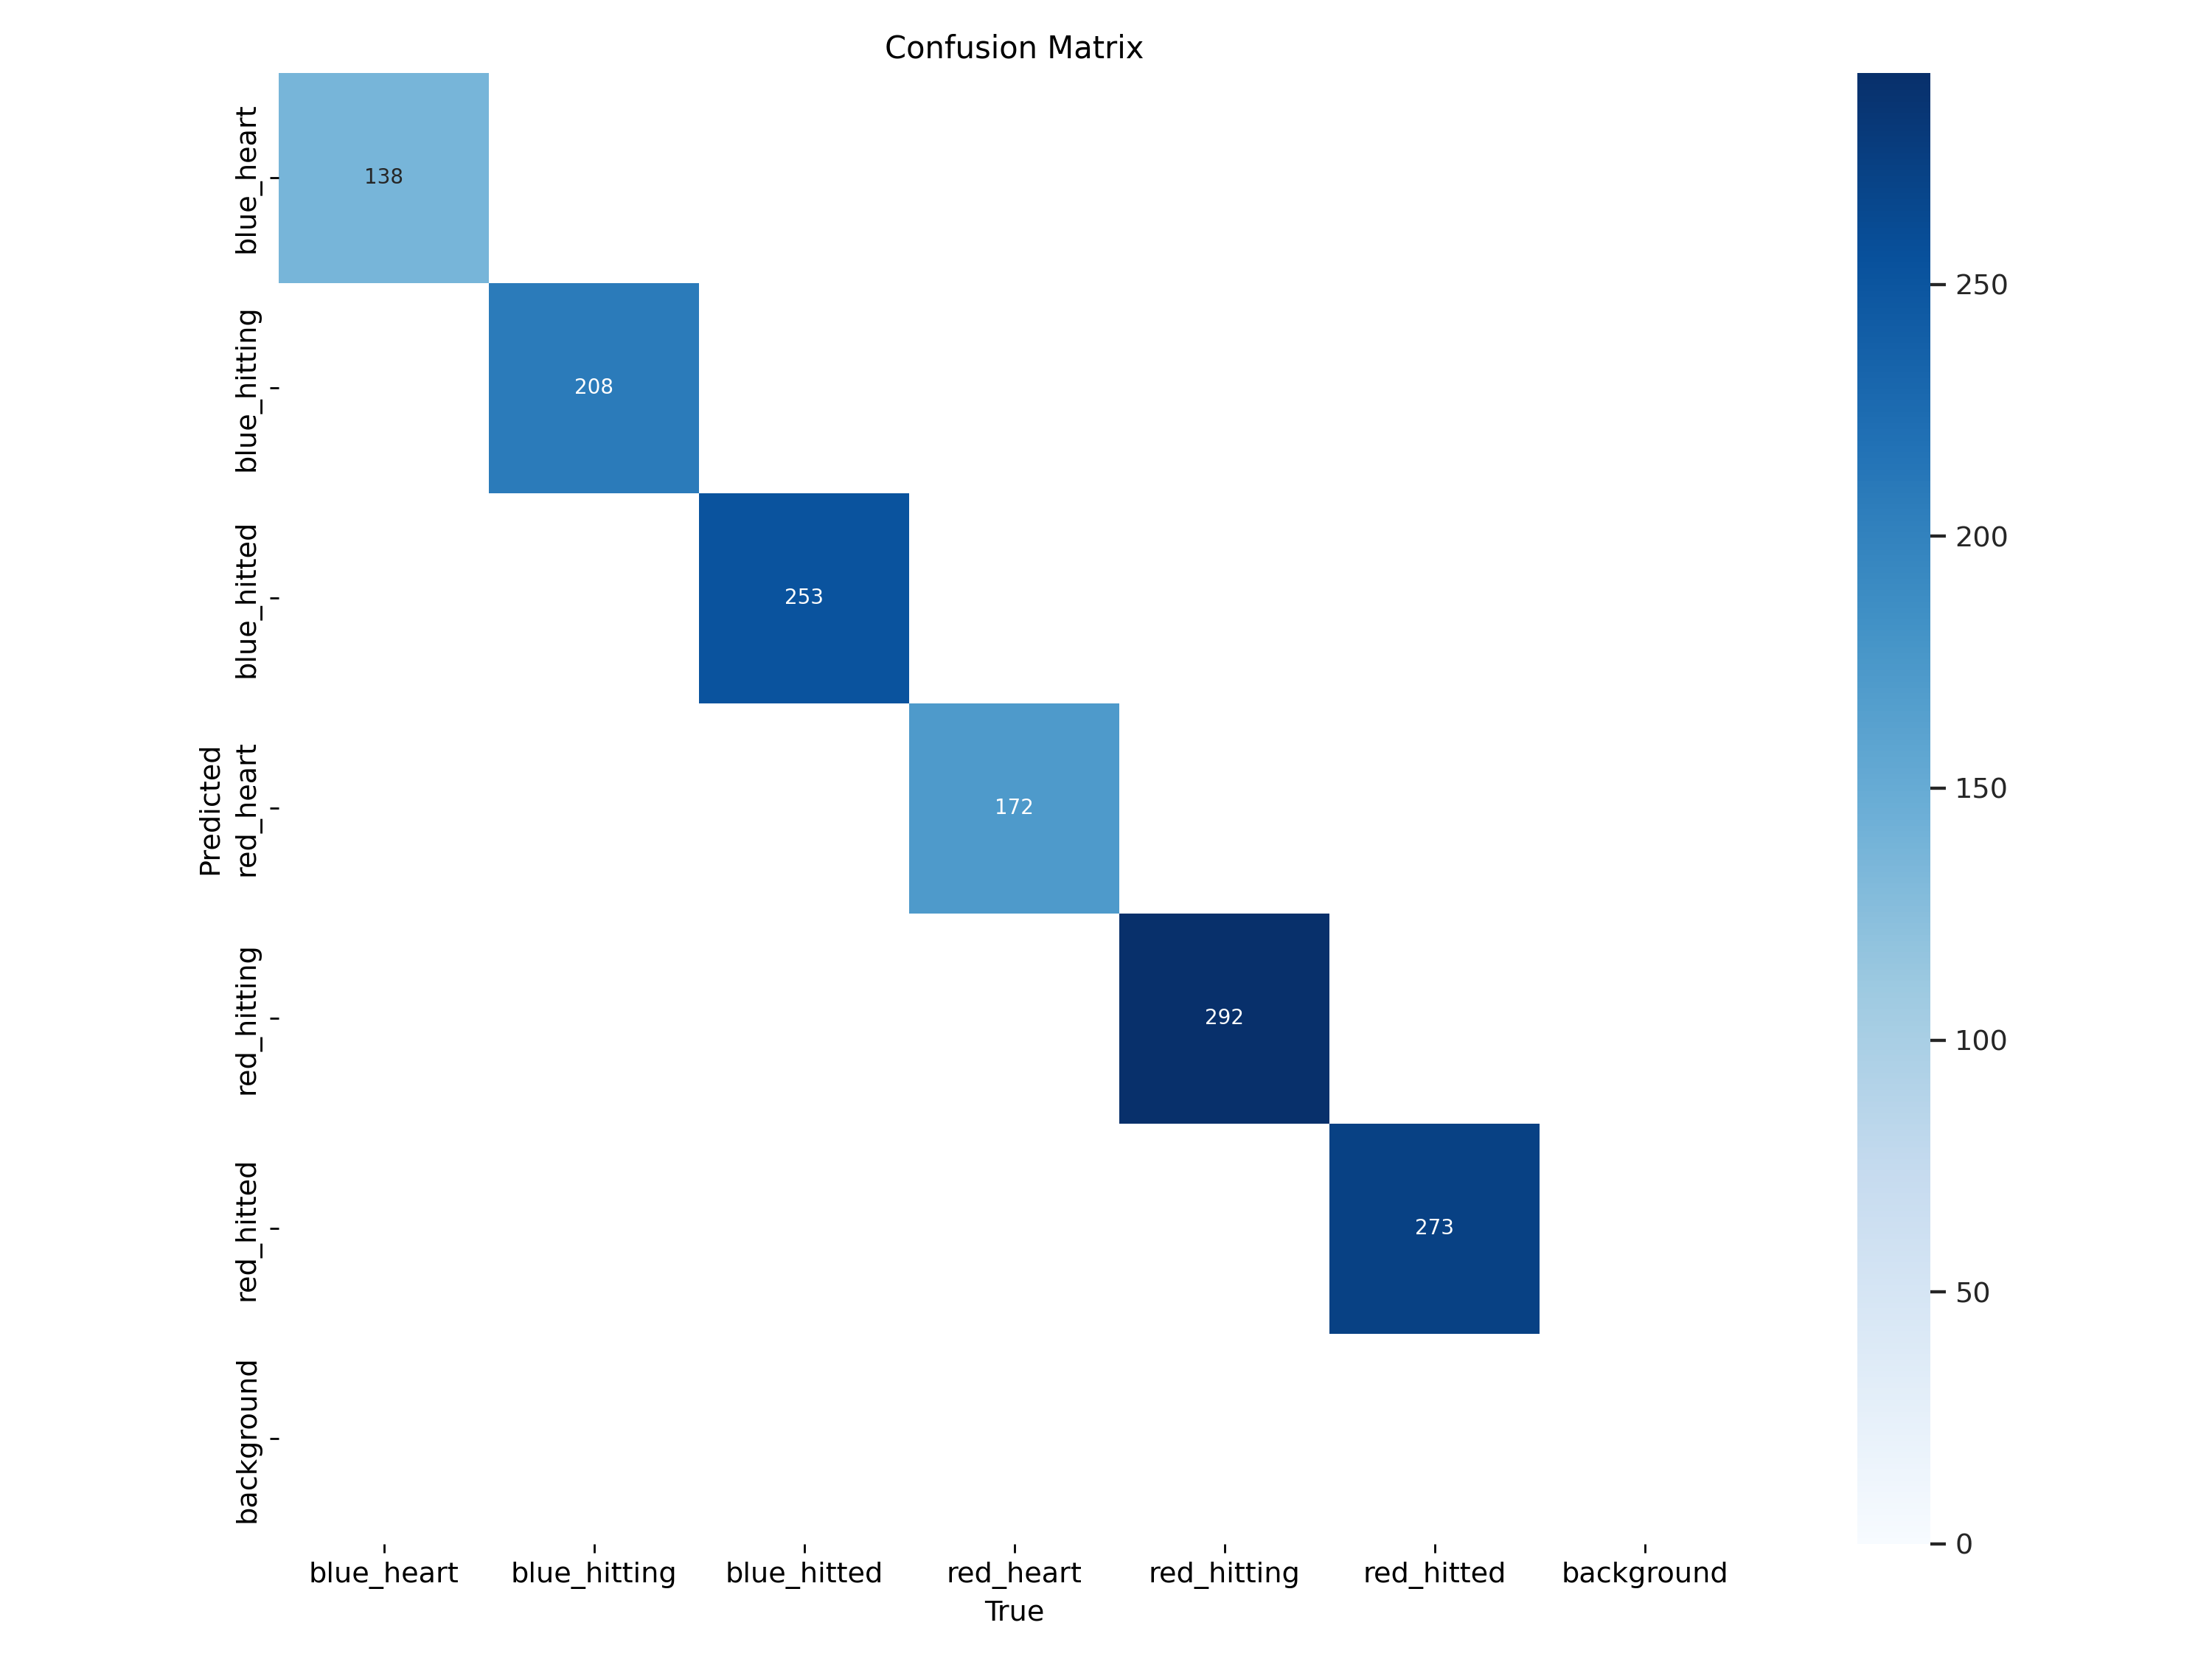 Confusion Matrix
Predicted
blue_heart
blue_hitting
blue_hitted
red_heart
red_hitting
red_hitted
background
138
208
253
172
292
273
250
200
150
100
50
0
blue_heart blue_hitting blue_hitted red_heart red_hitting red_hitted background
True